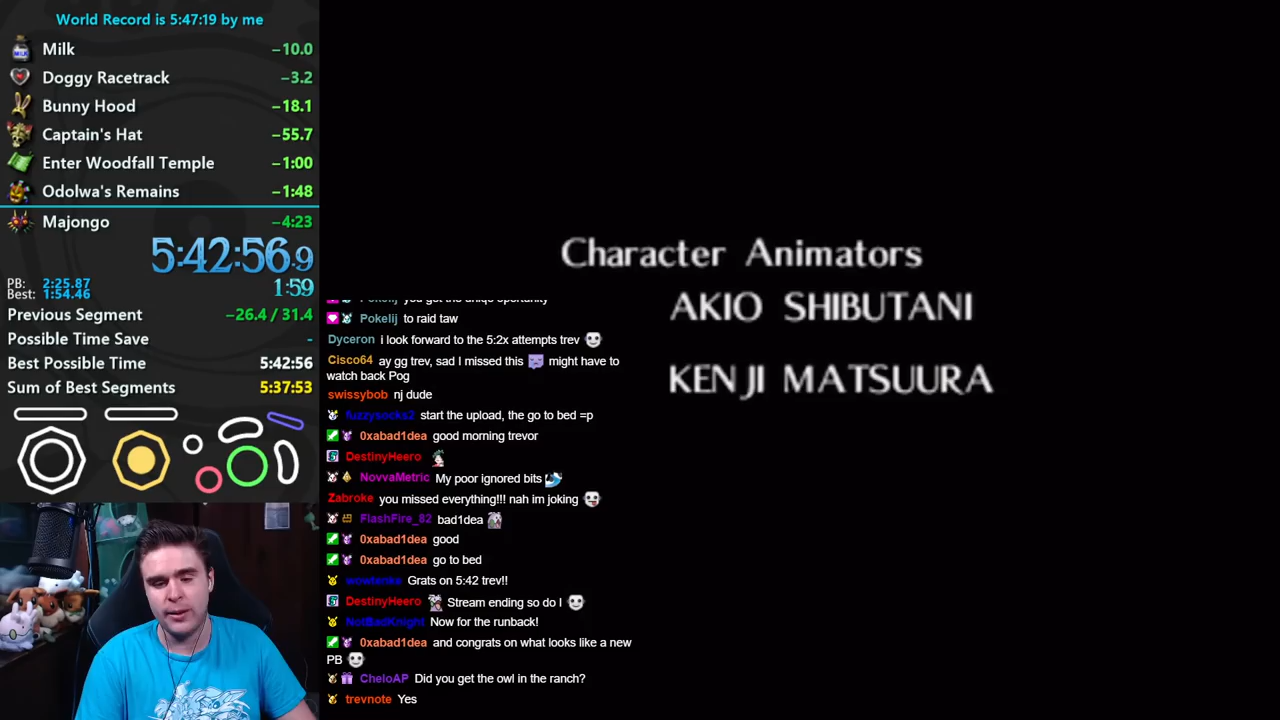 World Record is 5:47:19 by me
Milk −10.0
Doggy Racetrack −3.2
Bunny Hood −18.1
Captain's Hat −55.7
Enter Woodfall Temple −1:00
Odolwa's Remains −1:48
Majongo −4:23
5:42:56.9
PB: 2:25.87
Best: 1:54.46
1:59
Previous Segment −26.4 / 31.4
Possible Time Save -
Best Possible Time 5:42:56
Sum of Best Segments 5:37:53
Character Animators
AKIO SHIBUTANI
KENJI MATSUURA
Pokelij you got the uniqe oportunity
Pokelij to raid taw
Dyceron i look forward to the 5:2x attempts trev
Cisco64 ay gg trev, sad I missed this might have to
watch back Pog
swissybob nj dude
fuzzysocks2 start the upload, the go to bed =p
0xabad1dea good morning trevor
DestinyHeero
NovvaMetric My poor ignored bits
Zabroke you missed everything!!! nah im joking
FlashFire_82 bad1dea
0xabad1dea good
0xabad1dea go to bed
Grats on 5:42 trev!!
DestinyHeero Stream ending so do I
NotBadKnight Now for the runback!
0xabad1dea and congrats on what looks like a new
PB
CheloAP Did you get the owl in the ranch?
trevnote Yes